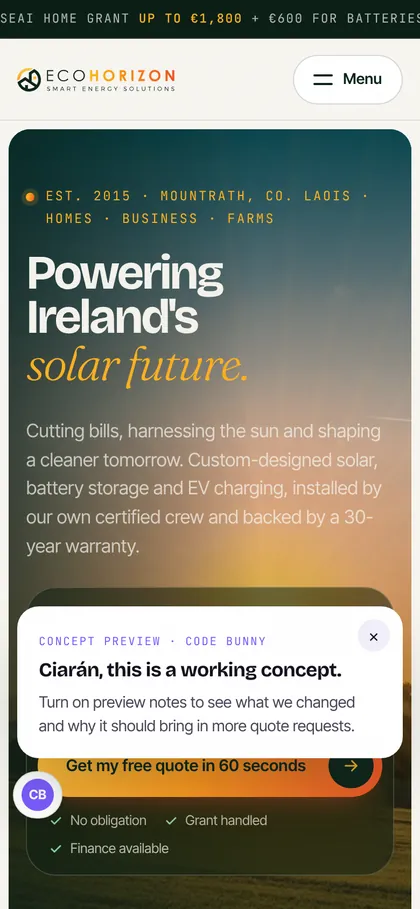 SEAI HOME GRANT UP TO €1,800 + €600 FOR BATTERIES
ECOHORIZON
SMART ENERGY SOLUTIONS
Menu
EST. 2015 · MOUNTRATH, CO. LAOIS ·
HOMES · BUSINESS · FARMS
Powering
Ireland's
solar future.
Cutting bills, harnessing the sun and shaping
a cleaner tomorrow. Custom-designed solar,
battery storage and EV charging, installed by
our own certified crew and backed by a 30-
year warranty.
CONCEPT PREVIEW · CODE BUNNY
×
Ciarán, this is a working concept.
Turn on preview notes to see what we changed
and why it should bring in more quote requests.
Get my free quote in 60 seconds →
CB
✓ No obligation ✓ Grant handled
✓ Finance available